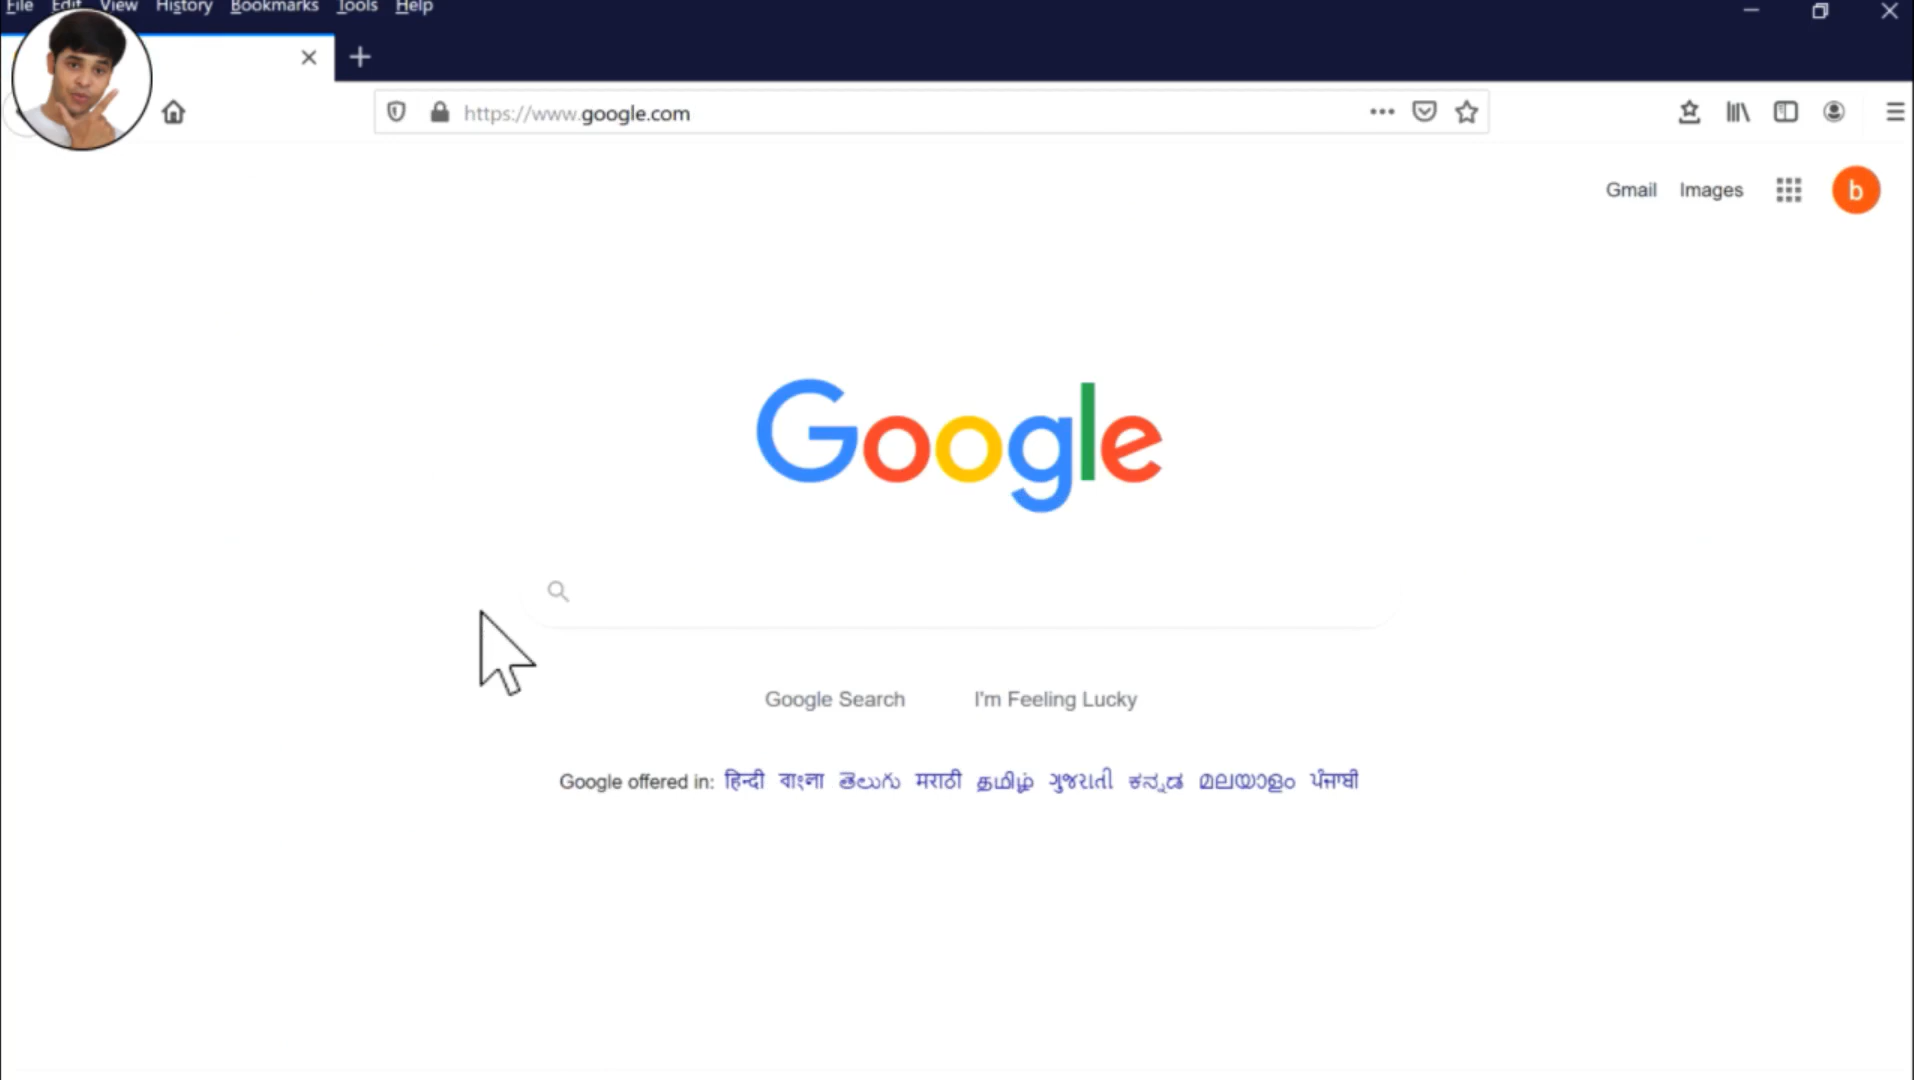 File Edit View History Bookmarks Tools Help
https://www.google.com
Gmail Images b
Google
Google Search I'm Feeling Lucky
Google offered in: हिन्दी বাংলা తెలుగు मराठी தமிழ் ગુજરાતી ಕನ್ನಡ മലയാളം ਪੰਜਾਬੀ